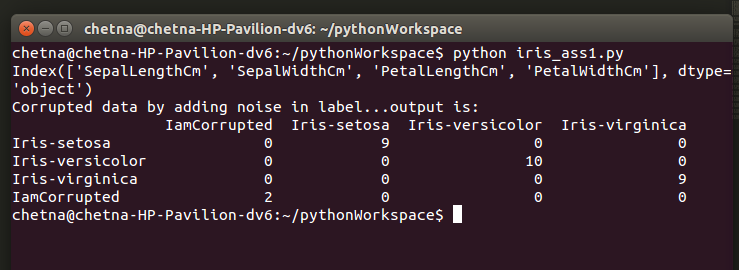 chetna@chetna-HP-Pavilion-dv6: ~/pythonWorkspace
chetna@chetna-HP-Pavilion-dv6:~/pythonWorkspace$ python iris_ass1.py
Index(['SepalLengthCm', 'SepalWidthCm', 'PetalLengthCm', 'PetalWidthCm'], dtype=
'object')
Corrupted data by adding noise in label...output is:
                 IamCorrupted  Iris-setosa  Iris-versicolor  Iris-virginica
Iris-setosa                 0            9                0               0
Iris-versicolor             0            0               10               0
Iris-virginica              0            0                0               9
IamCorrupted                2            0                0               0
chetna@chetna-HP-Pavilion-dv6:~/pythonWorkspace$